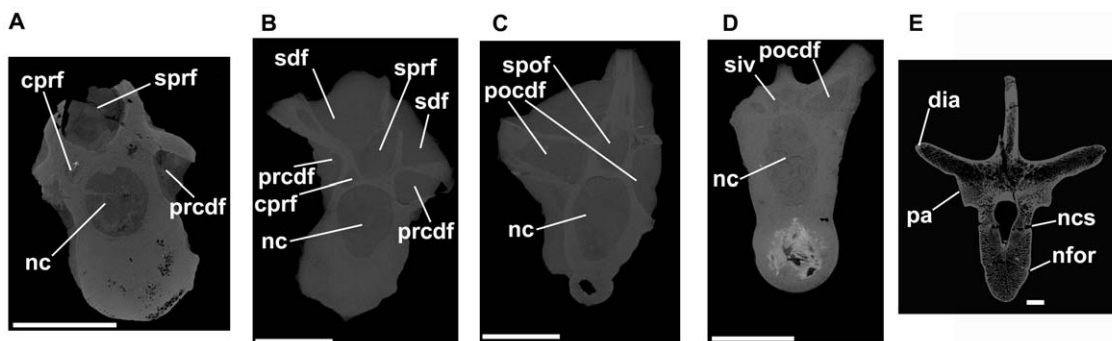 A
cprf
sprf
prcdf
nc
B
sdf
sprf
sdf
prcdf
cprf
nc
prcdf
C
spof
pocdf
nc
D
siv
pocdf
nc
E
dia
pa
ncs
nfor